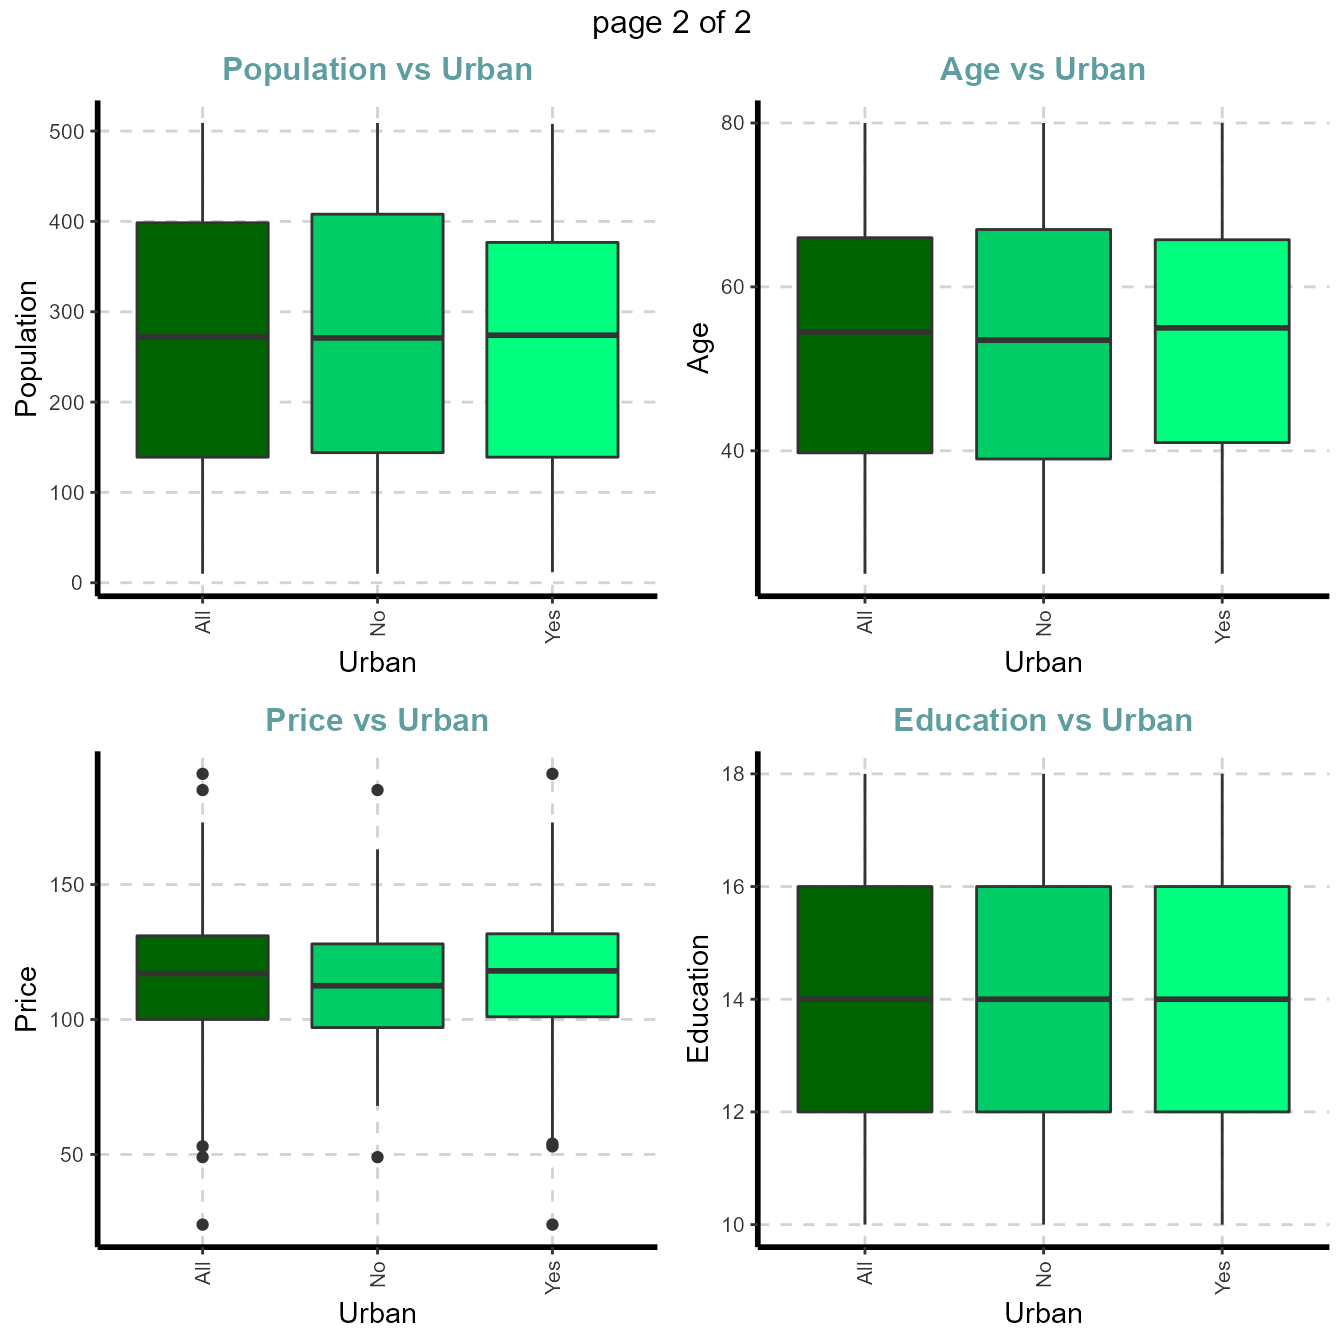 page 2 of 2
Population vs Urban
500
400
300
200
100
0
Population
All
No
Yes
Urban
Age vs Urban
80
60
40
Age
All
No
Yes
Urban
Price vs Urban
150
100
50
Price
All
No
Yes
Urban
Education vs Urban
18
16
14
12
10
Education
All
No
Yes
Urban